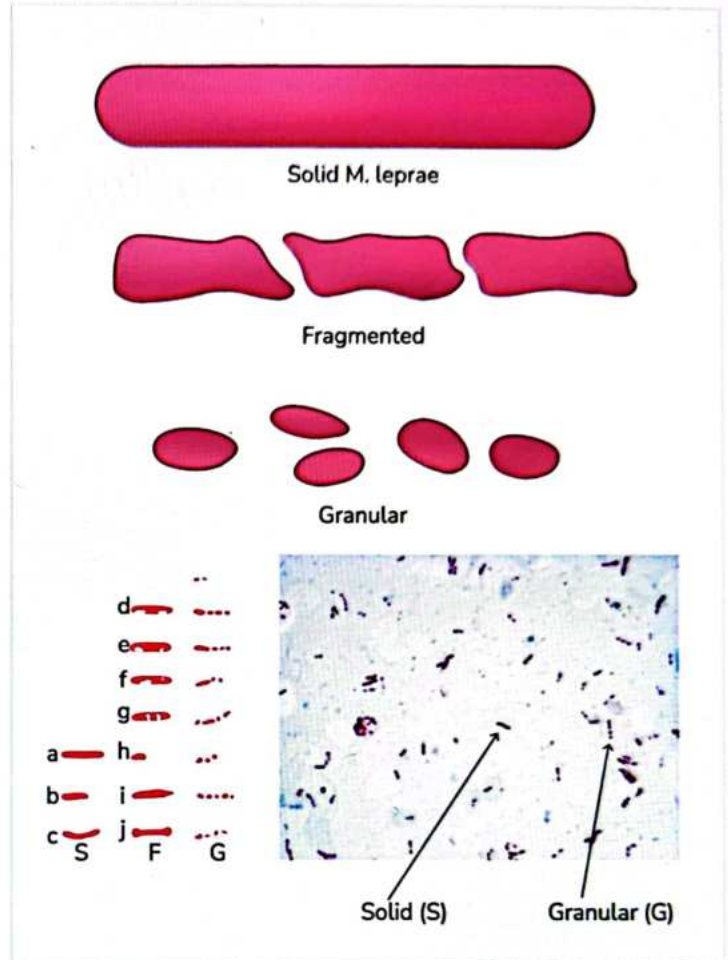 Solid M. leprae
Fragmented
Granular
d
e
f
g
a h
b i
c j
S F G
Solid (S) Granular (G)